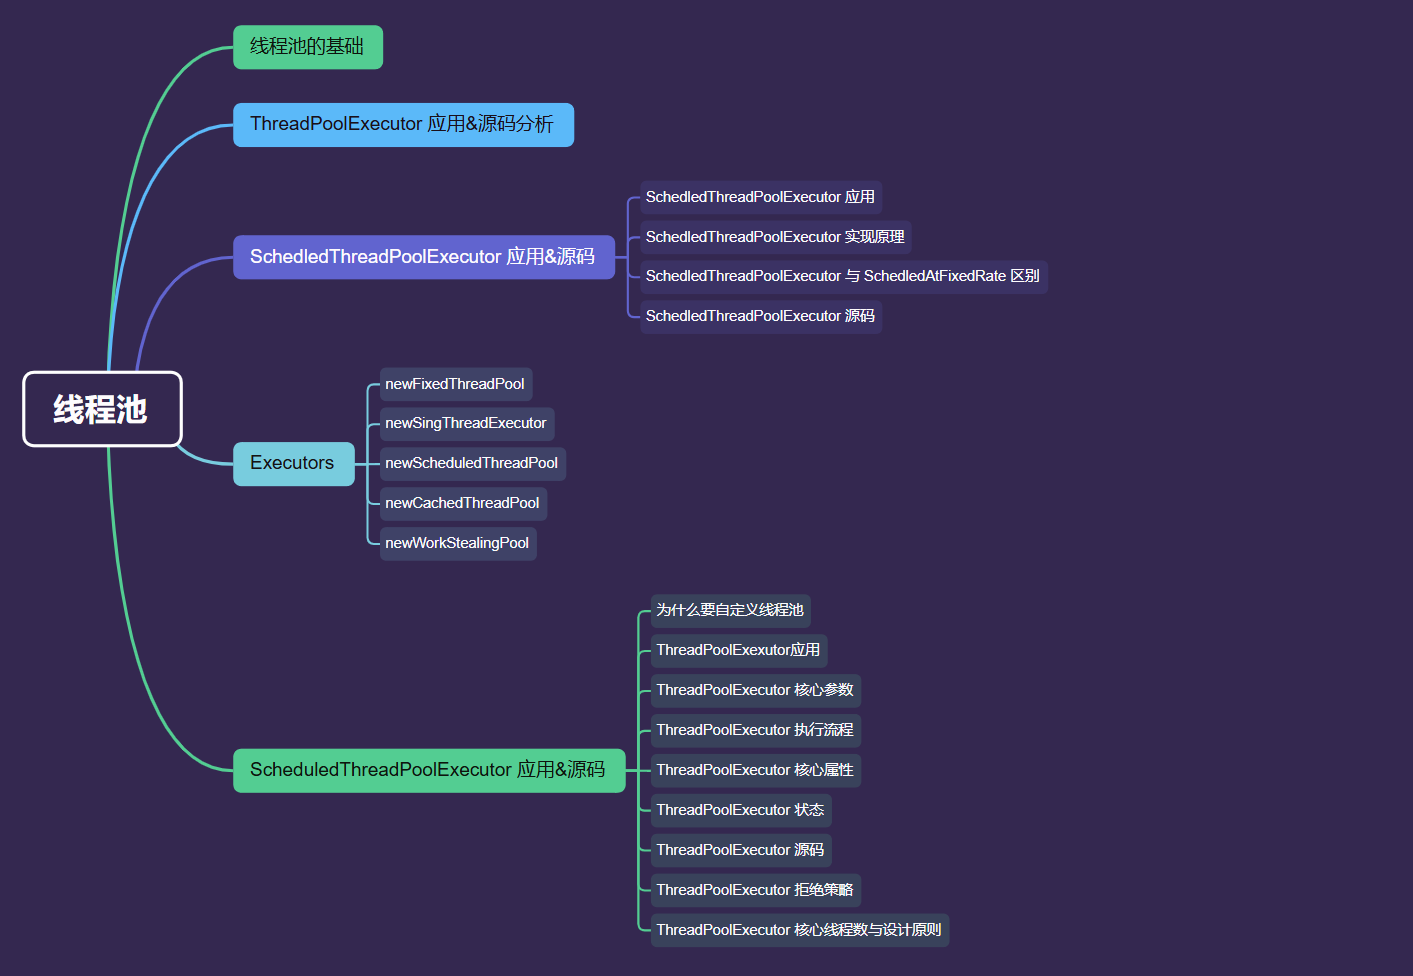 线程池的基础
ThreadPoolExecutor 应用&源码分析
SchedledThreadPoolExecutor 应用&源码
SchedledThreadPoolExecutor 应用
SchedledThreadPoolExecutor 实现原理
SchedledThreadPoolExecutor 与 SchedledAtFixedRate 区别
SchedledThreadPoolExecutor 源码
线程池
Executors
newFixedThreadPool
newSingThreadExecutor
newScheduledThreadPool
newCachedThreadPool
newWorkStealingPool
ScheduledThreadPoolExecutor 应用&源码
为什么要自定义线程池
ThreadPoolExexutor应用
ThreadPoolExecutor 核心参数
ThreadPoolExecutor 执行流程
ThreadPoolExecutor 核心属性
ThreadPoolExecutor 状态
ThreadPoolExecutor 源码
ThreadPoolExecutor 拒绝策略
ThreadPoolExecutor 核心线程数与设计原则